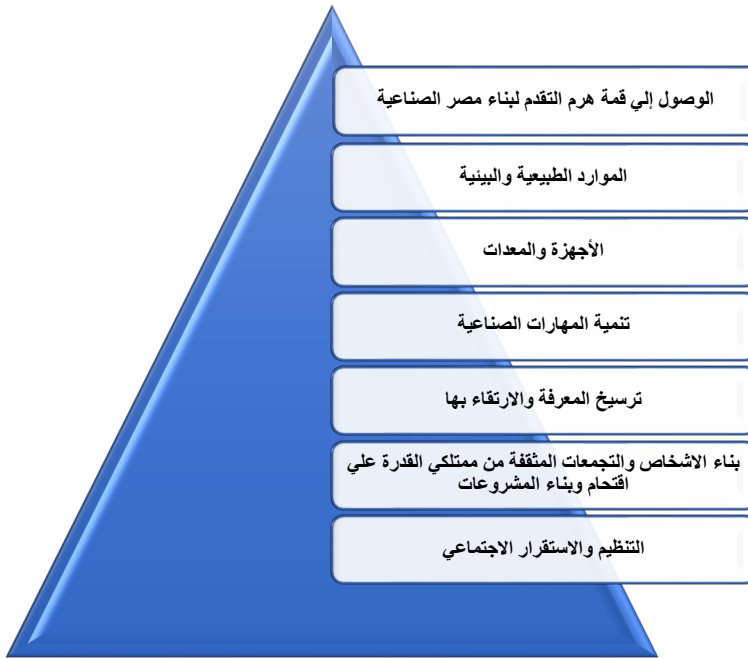 الوصول إلي قمة هرم التقدم لبناء مصر الصناعية
الموارد الطبيعية والبيئية
الأجهزة والمعدات
تنمية المهارات الصناعية
ترسيخ المعرفة والارتقاء بها
بناء الاشخاص والتجمعات المثقفة من ممتلكي القدرة علي
اقتحام وبناء المشروعات
التنظيم والاستقرار الاجتماعي